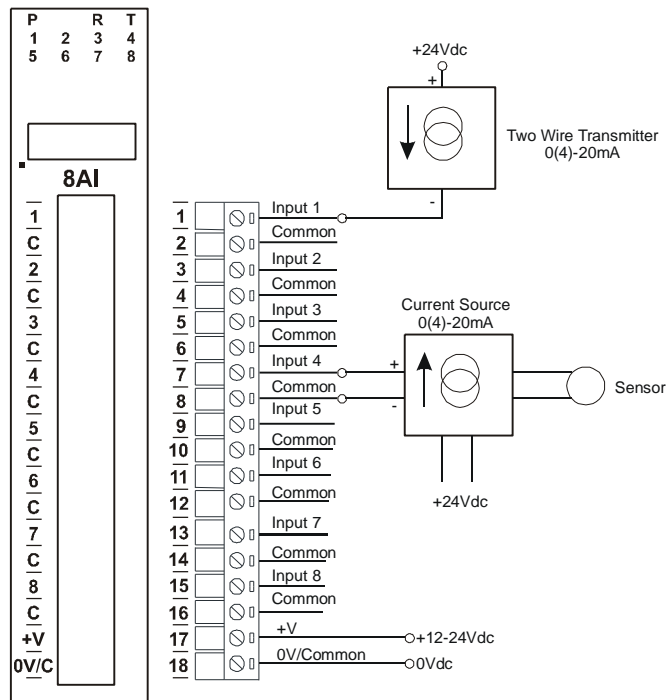 P R T
1 2 3 4
5 6 7 8
8AI
1
C
2
C
3
C
4
C
5
C
6
C
7
C
8
C
+V
0V/C
1 Input 1
2 Common
3 Input 2
4 Common
5 Input 3
6 Common
7 Input 4
8 Common
9 Input 5
10 Common
11 Input 6
12 Common
13 Input 7
14 Common
15 Input 8
16 Common
17 +V +12-24Vdc
18 0V/Common 0Vdc
+24Vdc
+
Two Wire Transmitter
0(4)-20mA
-
Current Source
0(4)-20mA
+
-
Sensor
+24Vdc